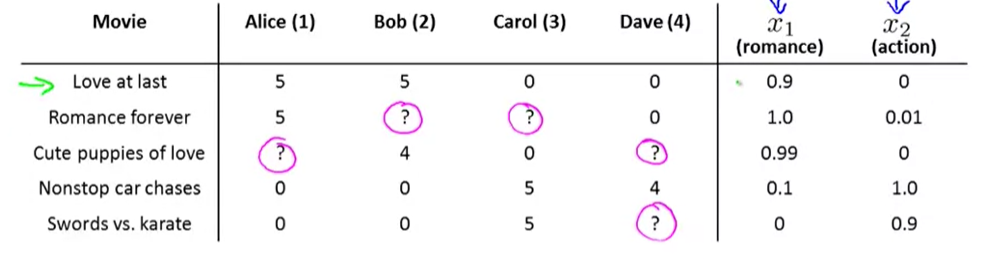 Movie Alice (1) Bob (2) Carol (3) Dave (4) x₁ (romance) x₂ (action)
Love at last 5 5 0 0 0.9 0
Romance forever 5 ? ? 0 1.0 0.01
Cute puppies of love ? 4 0 ? 0.99 0
Nonstop car chases 0 0 5 4 0.1 1.0
Swords vs. karate 0 0 5 ? 0 0.9